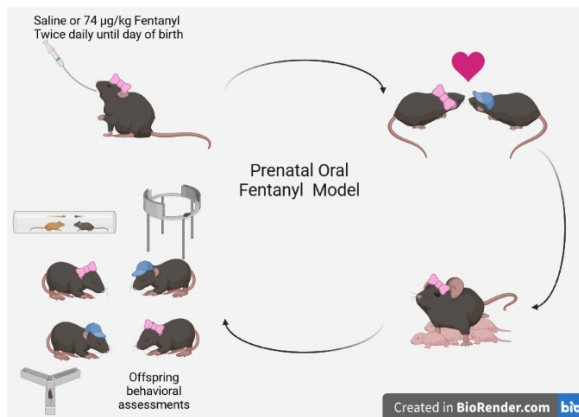 Saline or 74 µg/kg Fentanyl
Twice daily until day of birth
Prenatal Oral
Fentanyl Model
Offspring
behavioral
assessments
Created in BioRender.com
bio